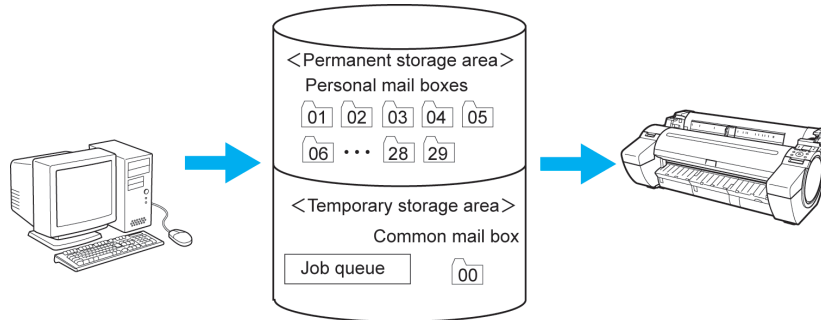 <Permanent storage area>
Personal mail boxes
01 02 03 04 05
06 ··· 28 29
<Temporary storage area>
Common mail box
Job queue 00